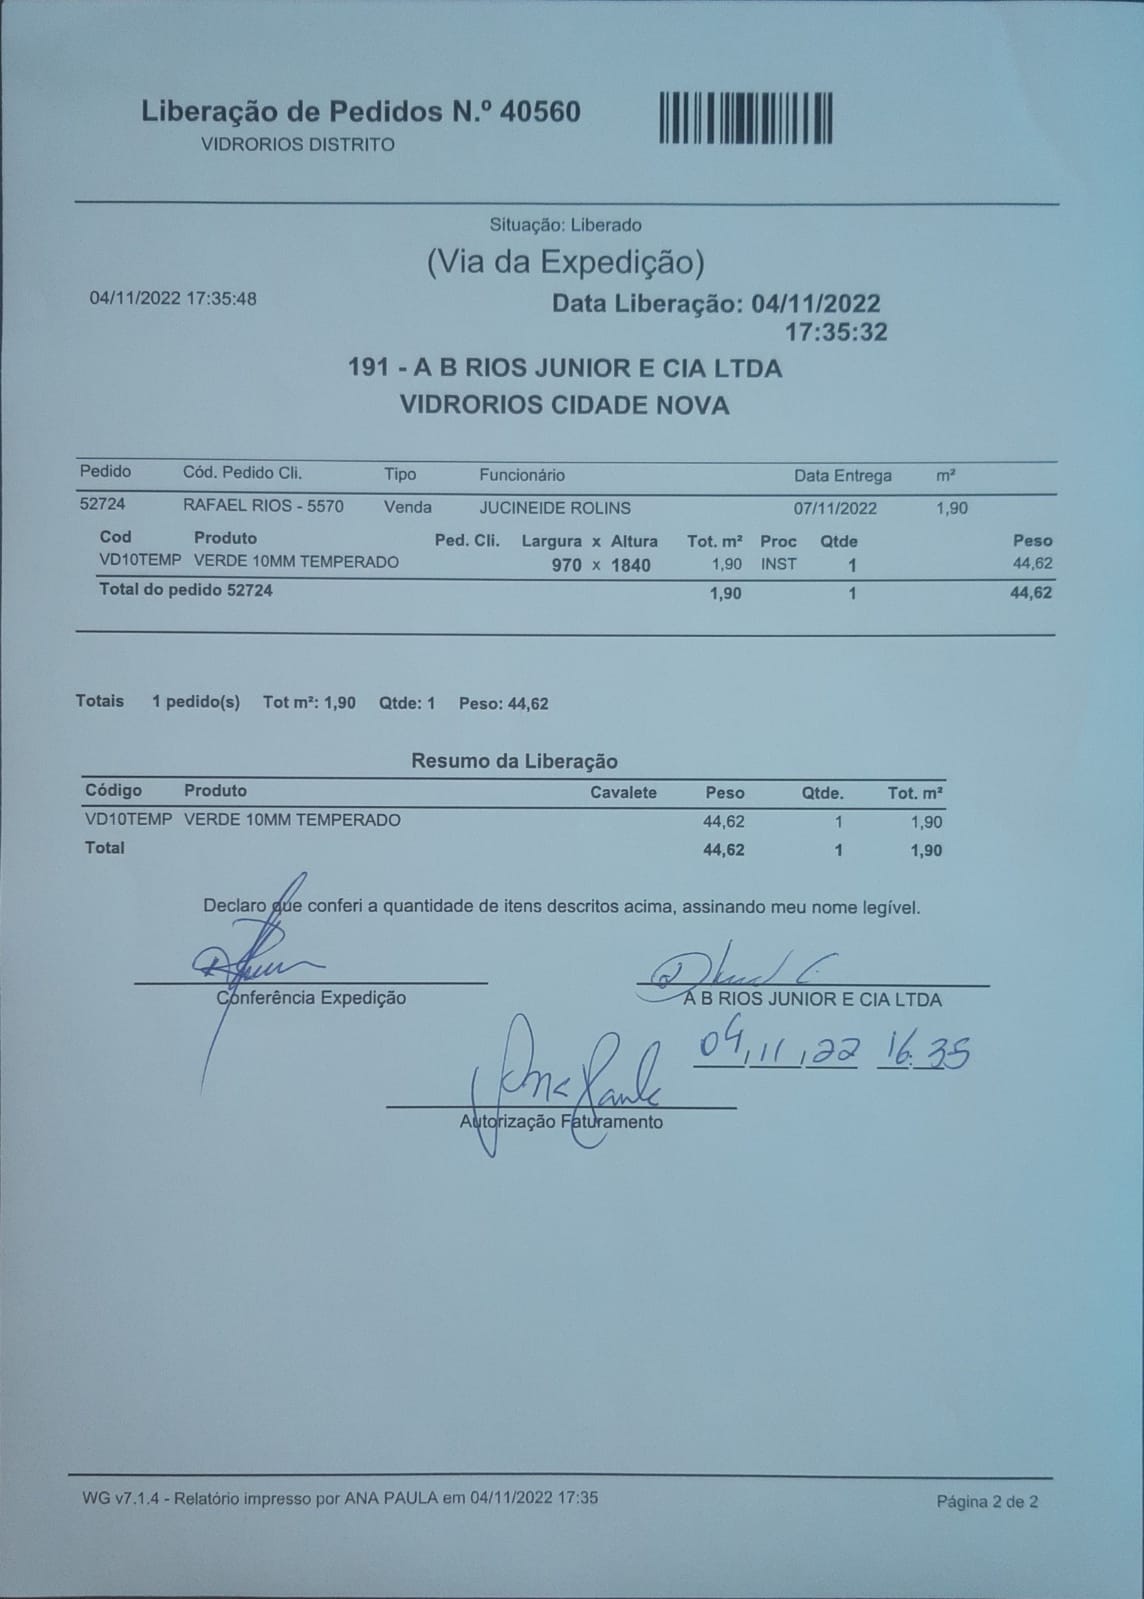 Liberação de Pedidos N.º 40560
VIDRORIOS DISTRITO
Situação: Liberado
(Via da Expedição)
04/11/2022 17:35:48
Data Liberação: 04/11/2022
17:35:32
191 - A B RIOS JUNIOR E CIA LTDA
VIDRORIOS CIDADE NOVA
Pedido Cód. Pedido Cli. Tipo Funcionário Data Entrega m²
52724 RAFAEL RIOS - 5570 Venda JUCINEIDE ROLINS 07/11/2022 1,90
Cod Produto Ped. Cli. Largura x Altura Tot. m² Proc Qtde Peso
VD10TEMP VERDE 10MM TEMPERADO 970 x 1840 1,90 INST 1 44,62
Total do pedido 52724 1,90 1 44,62
Totais 1 pedido(s) Tot m²: 1,90 Qtde: 1 Peso: 44,62
Resumo da Liberação
Código Produto Cavalete Peso Qtde. Tot. m²
VD10TEMP VERDE 10MM TEMPERADO 44,62 1 1,90
Total 44,62 1 1,90
Declaro que conferi a quantidade de itens descritos acima, assinando meu nome legível.
Conferência Expedição
A B RIOS JUNIOR E CIA LTDA
04,11,22 16:35
Ana Paula
Autorização Faturamento
WG v7.1.4 - Relatório impresso por ANA PAULA em 04/11/2022 17:35
Página 2 de 2